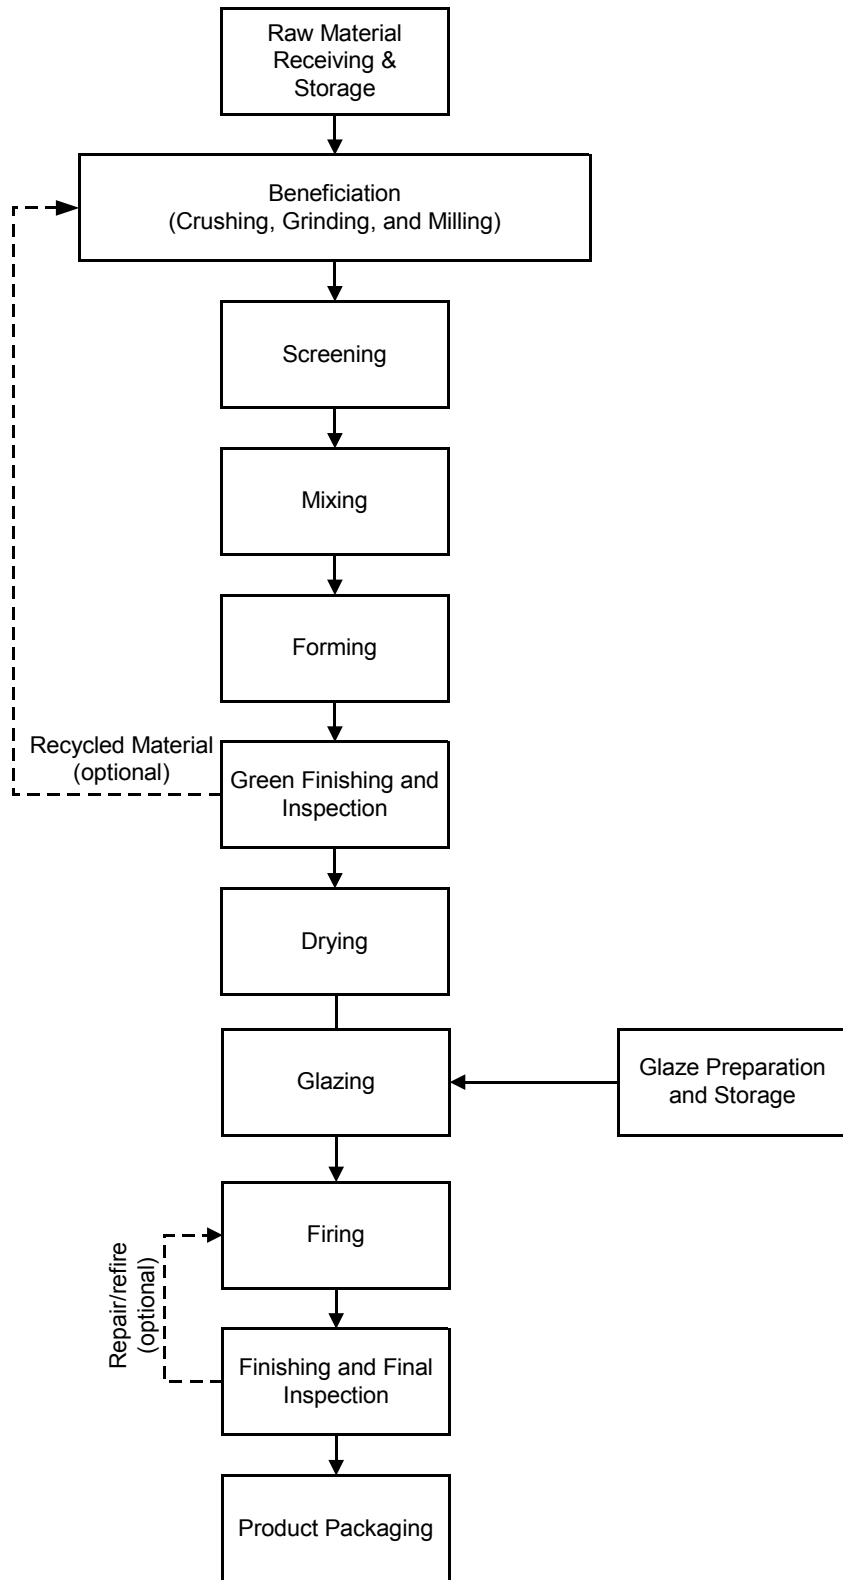 Raw Material
Receiving &
Storage
Beneficiation
(Crushing, Grinding, and Milling)
Screening
Mixing
Forming
Recycled Material
(optional)
Green Finishing and
Inspection
Drying
Glazing
Glaze Preparation
and Storage
Firing
Repair/refire
(optional)
Finishing and Final
Inspection
Product Packaging